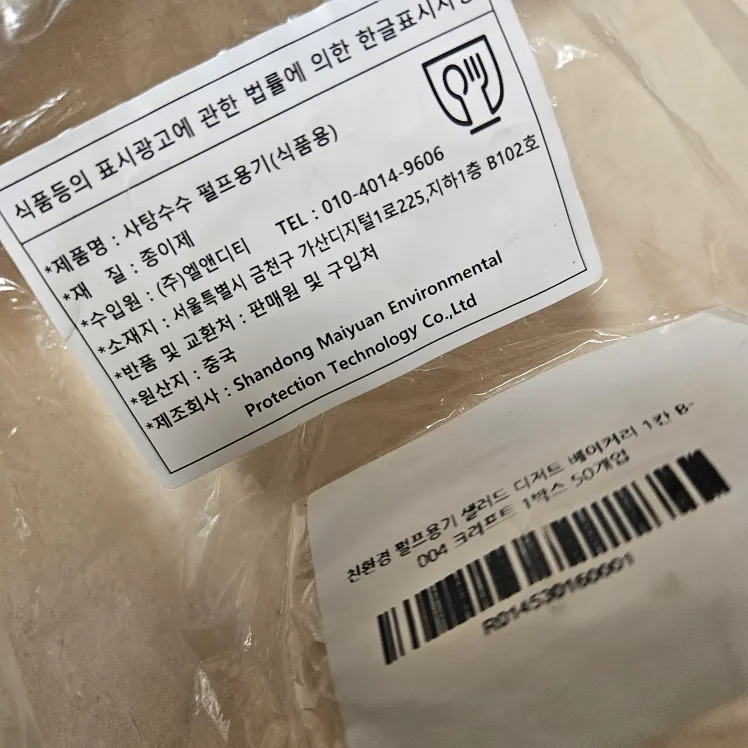 식품등의 표시광고에 관한 법률에 의한 한글표시사항
*제품명 : 사탕수수 펄프용기(식품용)
*재 질 : 종이제
*수입원 : (주)엘앤디티 TEL : 010-4014-9606
*소재지 : 서울특별시 금천구 가산디지털1로225,지하1층 B102호
*반품 및 교환처 : 판매원 및 구입처
*원산지 : 중국
*제조회사 : Shandong Maiyuan Environmental
Protection Technology Co.,Ltd
친환경 펄프용기 샐러드 디저트 베이커리 1칸 B-
004 크라프트 1박스 50개입
R014530160001